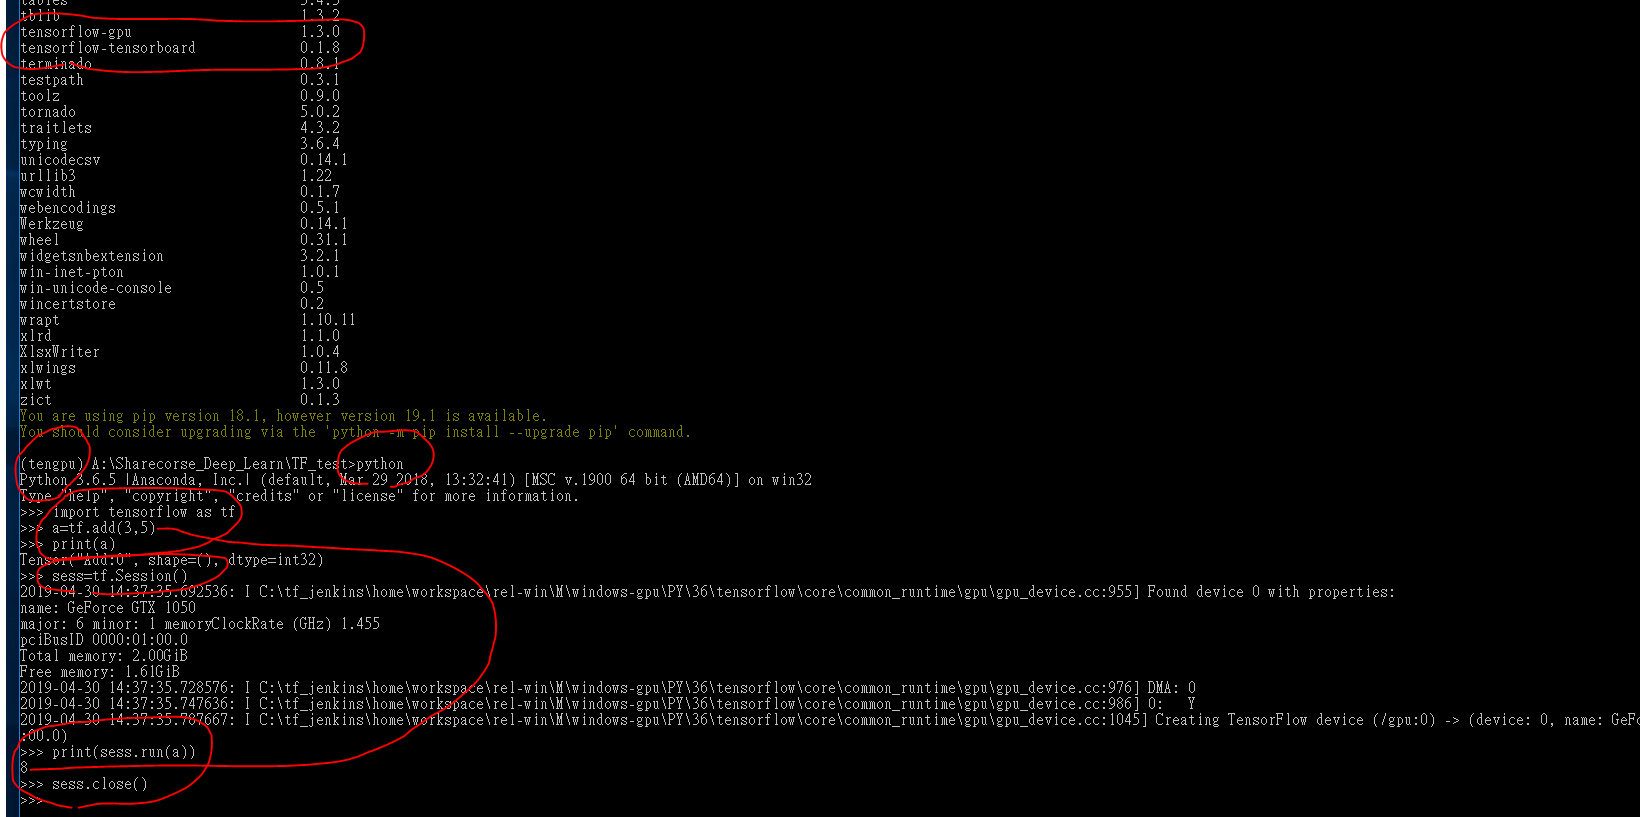 tables 3.4.3
tblib 1.3.2
tensorflow-gpu 1.3.0
tensorflow-tensorboard 0.1.8
terminado 0.8.1
testpath 0.3.1
toolz 0.9.0
tornado 5.0.2
traitlets 4.3.2
typing 3.6.4
unicodecsv 0.14.1
urllib3 1.22
wcwidth 0.1.7
webencodings 0.5.1
Werkzeug 0.14.1
wheel 0.31.1
widgetsnbextension 3.2.1
win-inet-pton 1.0.1
win-unicode-console 0.5
wincertstore 0.2
wrapt 1.10.11
xlrd 1.1.0
XlsxWriter 1.0.4
xlwings 0.11.8
xlwt 1.3.0
zict 0.1.3
You are using pip version 18.1, however version 19.1 is available.
You should consider upgrading via the 'python -m pip install --upgrade pip' command.
(tengpu) A:\Sharecorse_Deep_Learn\TF_test>python
Python 3.6.5 |Anaconda, Inc.| (default, Mar 29 2018, 13:32:41) [MSC v.1900 64 bit (AMD64)] on win32
Type "help", "copyright", "credits" or "license" for more information.
>>> import tensorflow as tf
>>> a=tf.add(3,5)
>>> print(a)
Tensor("Add:0", shape=(), dtype=int32)
>>> sess=tf.Session()
2019-04-30 14:37:35.692536: I C:\tf_jenkins\home\workspace\rel-win\M\windows-gpu\PY\36\tensorflow\core\common_runtime\gpu\gpu_device.cc:955] Found device 0 with properties:
name: GeForce GTX 1050
major: 6 minor: 1 memoryClockRate (GHz) 1.455
pciBusID 0000:01:00.0
Total memory: 2.00GiB
Free memory: 1.61GiB
2019-04-30 14:37:35.728576: I C:\tf_jenkins\home\workspace\rel-win\M\windows-gpu\PY\36\tensorflow\core\common_runtime\gpu\gpu_device.cc:976] DMA: 0
2019-04-30 14:37:35.747636: I C:\tf_jenkins\home\workspace\rel-win\M\windows-gpu\PY\36\tensorflow\core\common_runtime\gpu\gpu_device.cc:986] 0: Y
2019-04-30 14:37:35.767667: I C:\tf_jenkins\home\workspace\rel-win\M\windows-gpu\PY\36\tensorflow\core\common_runtime\gpu\gpu_device.cc:1045] Creating TensorFlow device (/gpu:0) -> (device: 0, name: GeFo
:00.0)
>>> print(sess.run(a))
8
>>> sess.close()
>>>